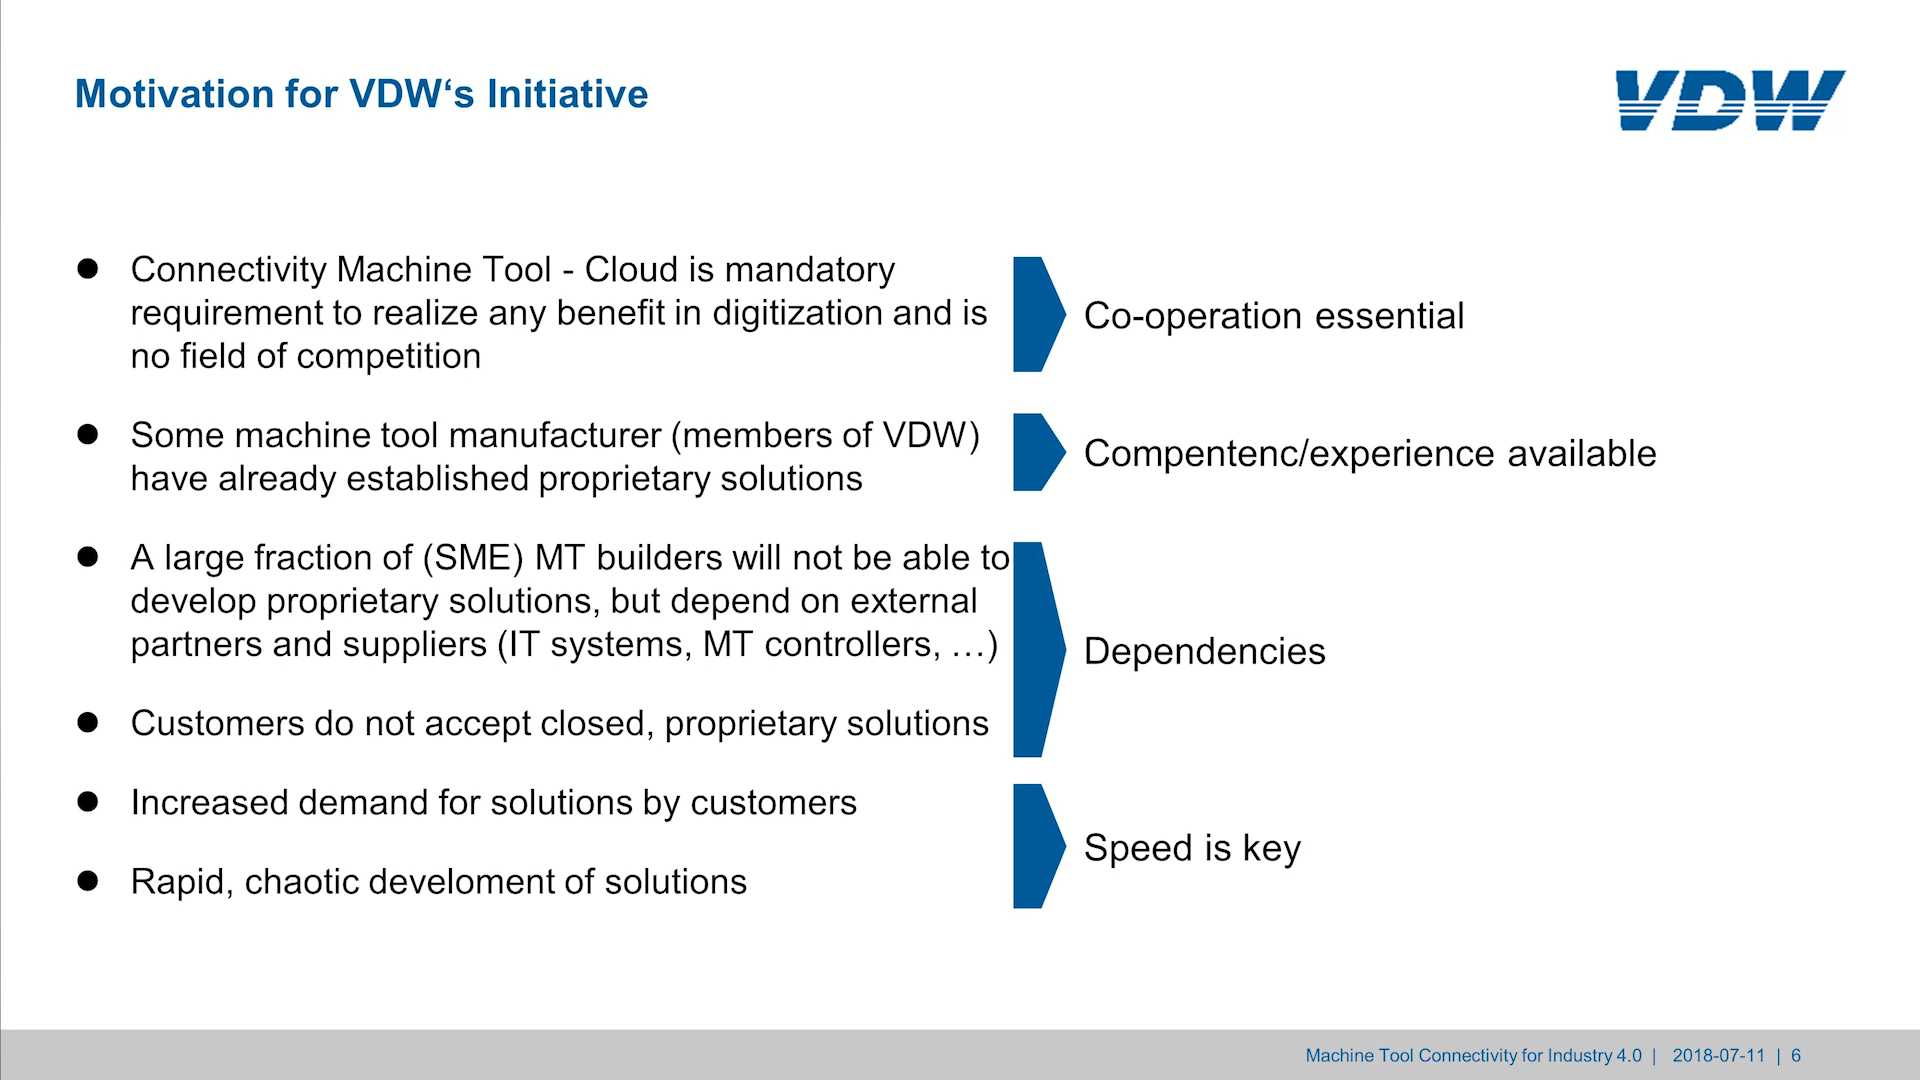 Motivation for VDW‘s Initiative
VDW
Connectivity Machine Tool - Cloud is mandatory
requirement to realize any benefit in digitization and is
no field of competition
Co-operation essential
Some machine tool manufacturer (members of VDW)
have already established proprietary solutions
Compentenc/experience available
A large fraction of (SME) MT builders will not be able to
develop proprietary solutions, but depend on external
partners and suppliers (IT systems, MT controllers, …)
Customers do not accept closed, proprietary solutions
Dependencies
Increased demand for solutions by customers
Rapid, chaotic develoment of solutions
Speed is key
Machine Tool Connectivity for Industry 4.0 | 2018-07-11 | 6